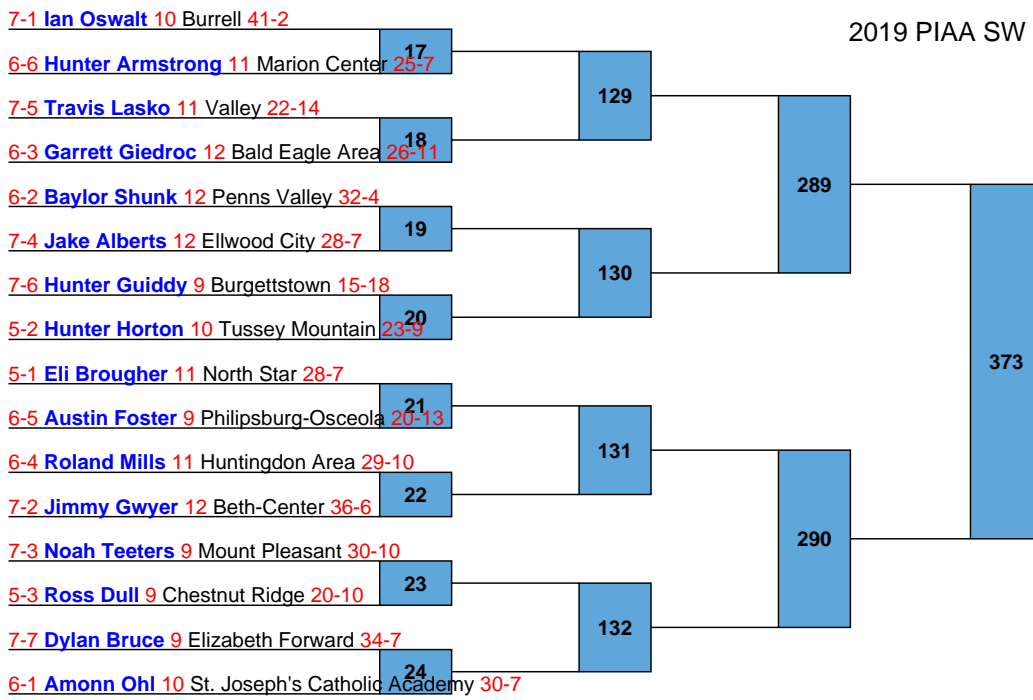 7-1 Ian Oswalt 10 Burrell 41-2
2019 PIAA SW
17
6-6 Hunter Armstrong 11 Marion Center 25-7
129
7-5 Travis Lasko 11 Valley 22-14
18
6-3 Garrett Giedroc 12 Bald Eagle Area 26-11
289
6-2 Baylor Shunk 12 Penns Valley 32-4
19
7-4 Jake Alberts 12 Ellwood City 28-7
130
7-6 Hunter Guiddy 9 Burgettstown 15-18
20
5-2 Hunter Horton 10 Tussey Mountain 23-9
373
5-1 Eli Brougher 11 North Star 28-7
21
6-5 Austin Foster 9 Philipsburg-Osceola 20-13
131
6-4 Roland Mills 11 Huntingdon Area 29-10
22
7-2 Jimmy Gwyer 12 Beth-Center 36-6
290
7-3 Noah Teeters 9 Mount Pleasant 30-10
23
5-3 Ross Dull 9 Chestnut Ridge 20-10
132
7-7 Dylan Bruce 9 Elizabeth Forward 34-7
24
6-1 Amonn Ohl 10 St. Joseph's Catholic Academy 30-7